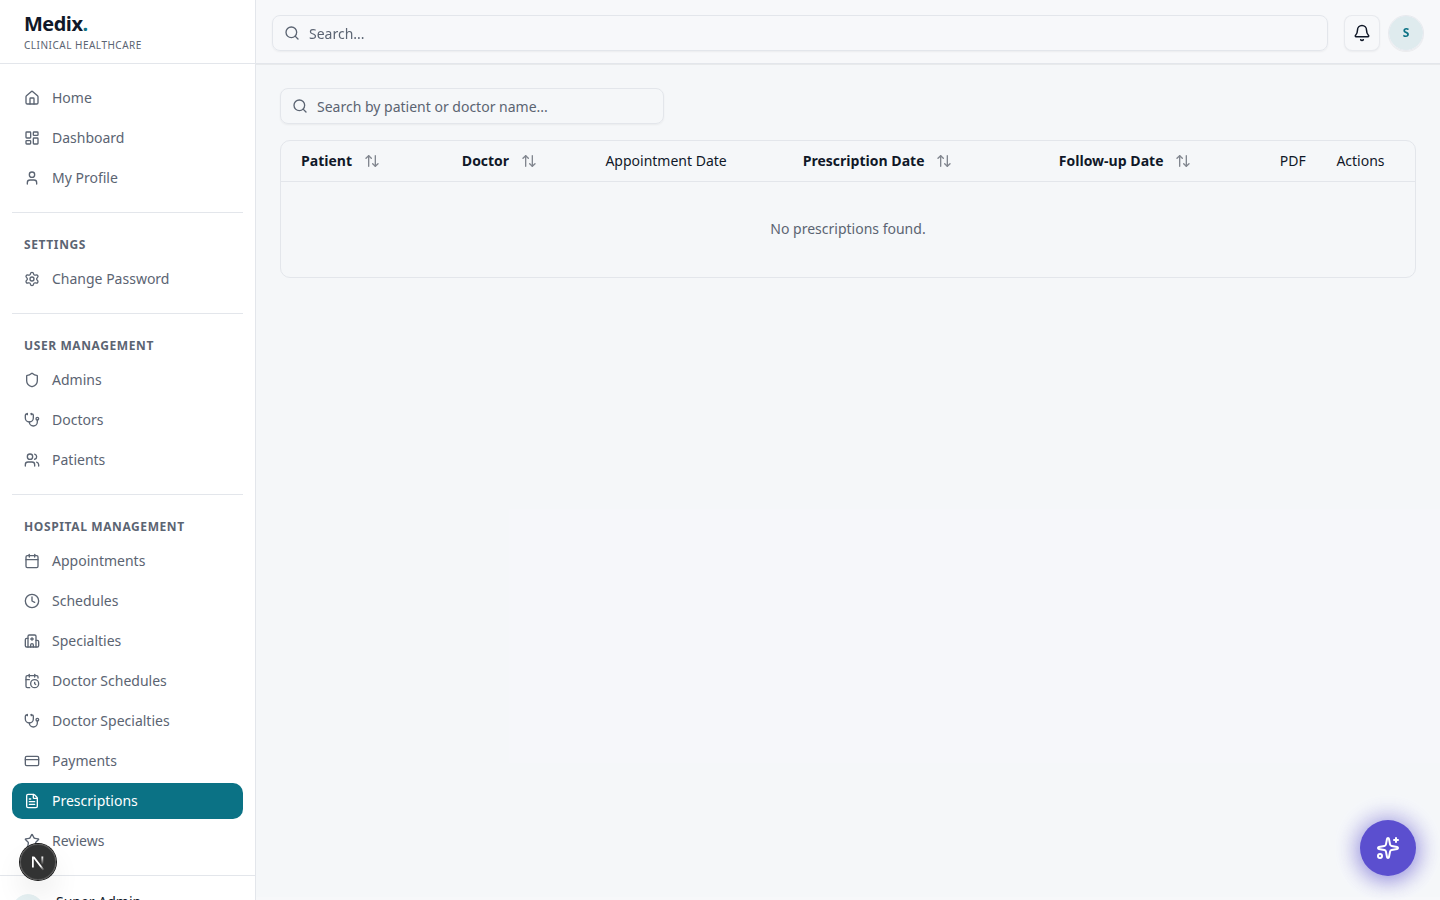 Medix.
CLINICAL HEALTHCARE
Home
Dashboard
My Profile
SETTINGS
Change Password
USER MANAGEMENT
Admins
Doctors
Patients
HOSPITAL MANAGEMENT
Appointments
Schedules
Specialties
Doctor Schedules
Doctor Specialties
Payments
Prescriptions
Reviews
N
Super Admin
Search...
S
Search by patient or doctor name...
Patient Doctor Appointment Date Prescription Date Follow-up Date PDF Actions
No prescriptions found.